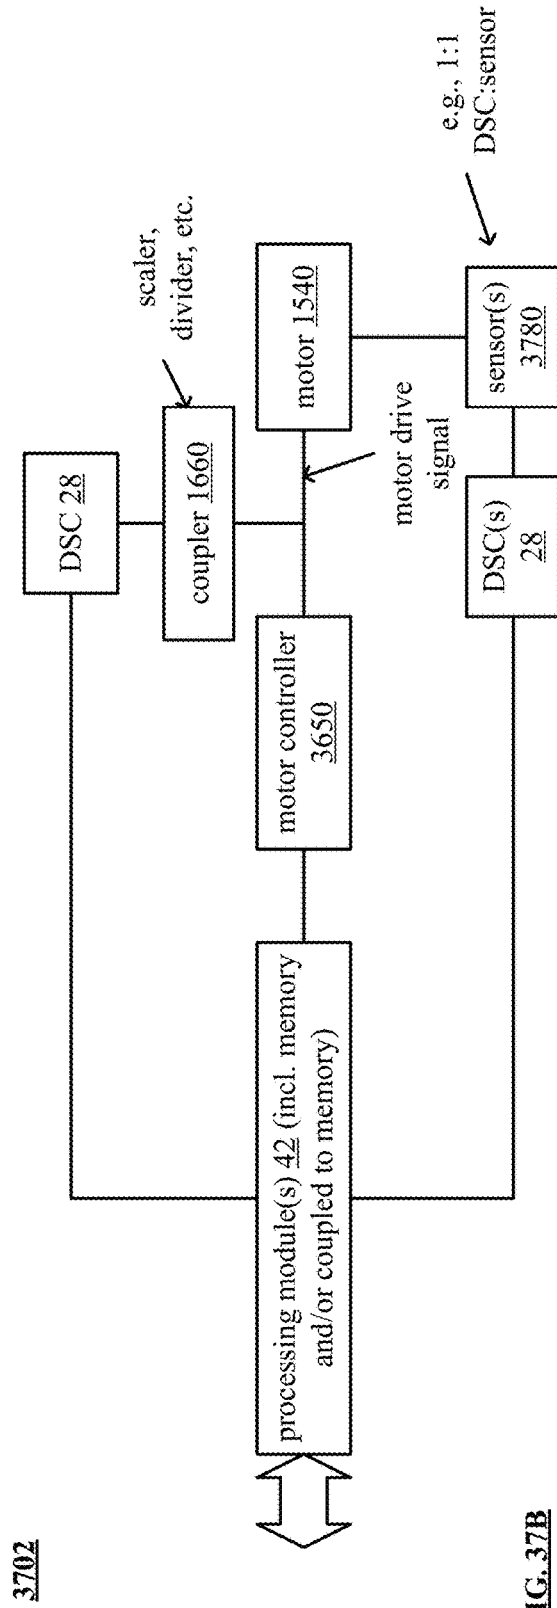 3702
DSC 28
scaler,
divider, etc.
coupler 1660
processing module(s) 42 (incl. memory
and/or coupled to memory)
motor controller
3650
motor 1540
motor drive
signal
DSC(s)
28
sensor(s)
3780
e.g., 1:1
DSC:sensor
IG. 37B